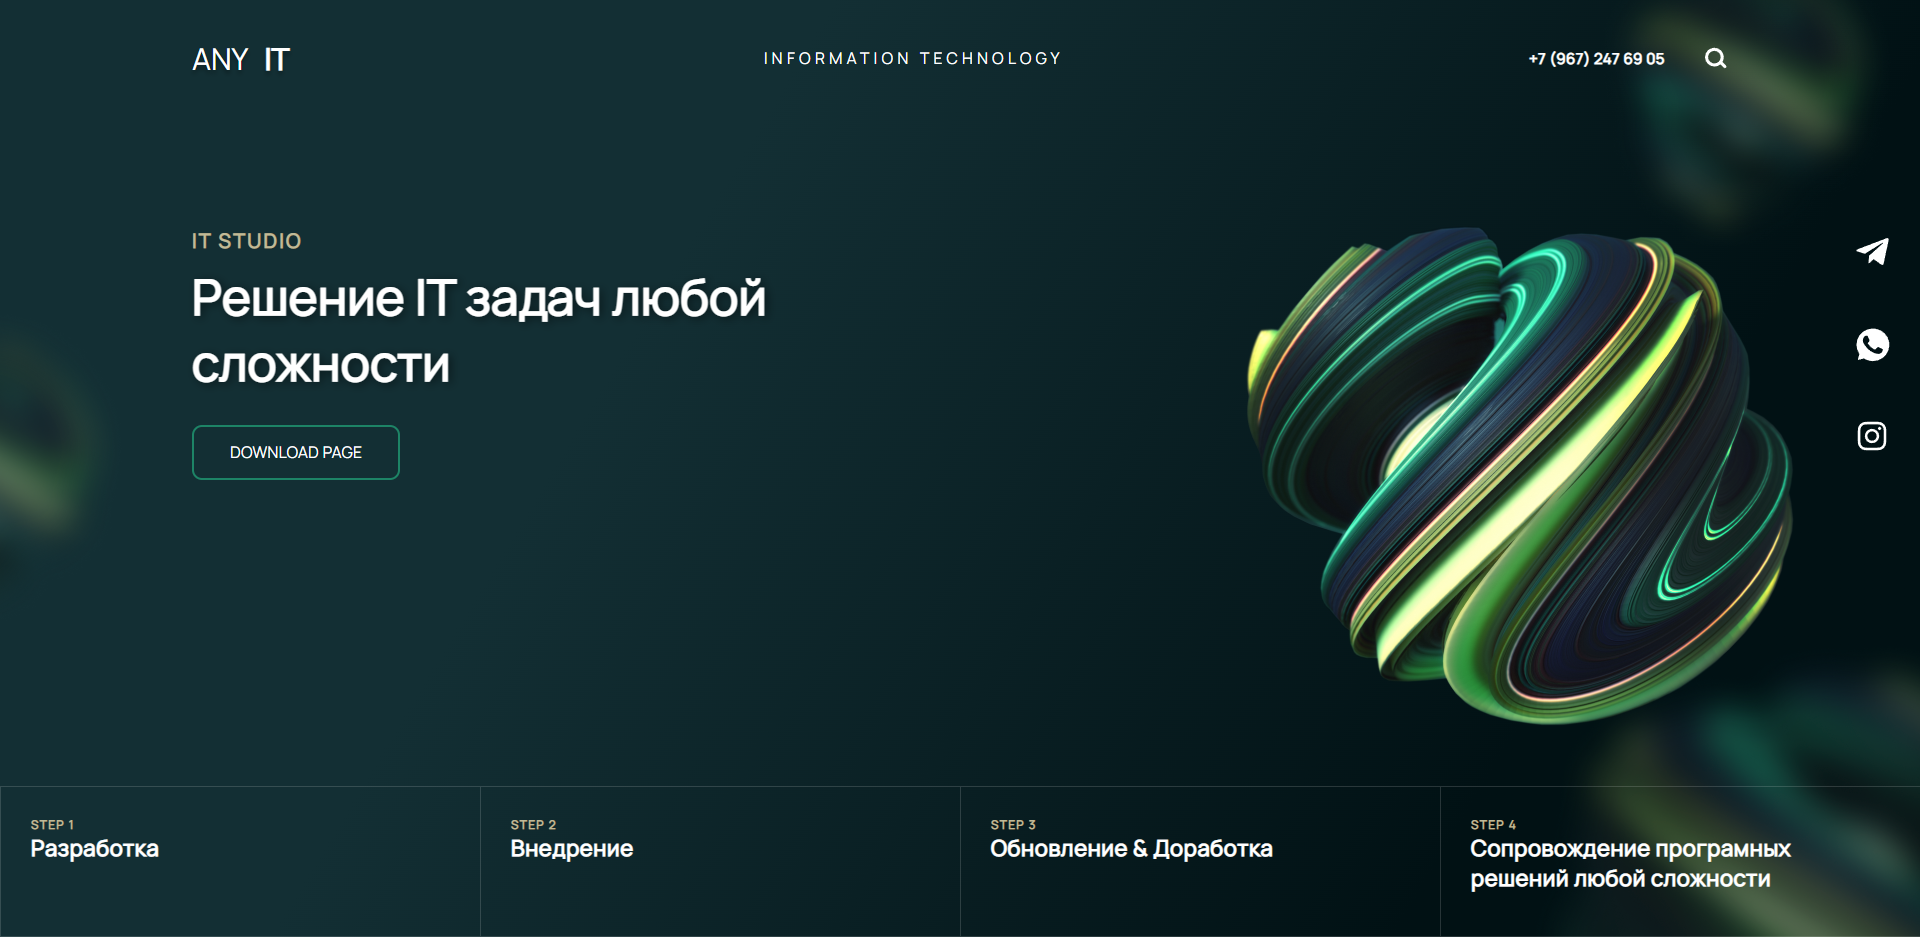 ANY IT
INFORMATION TECHNOLOGY
+7 (967) 247 69 05
IT STUDIO
Решение IT задач любой
сложности
DOWNLOAD PAGE
STEP 1
Разработка
STEP 2
Внедрение
STEP 3
Обновление & Доработка
STEP 4
Сопровождение програмных
решений любой сложности